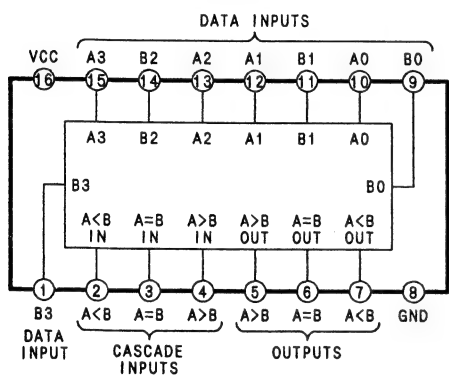 DATA INPUTS
VCC A3 B2 A2 A1 B1 A0 B0
16 15 14 13 12 11 10 9
A3 B2 A2 A1 B1 A0
B3 B0
A<B A=B A>B A>B A=B A<B
IN IN IN OUT OUT OUT
1 2 3 4 5 6 7 8
B3 A<B A=B A>B A>B A=B A<B GND
DATA INPUT
CASCADE INPUTS
OUTPUTS